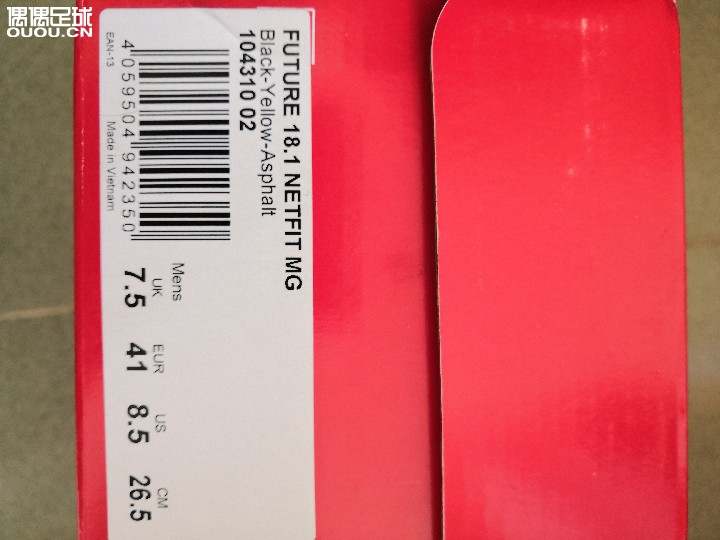 偶偶足球
OUOU.CN
FUTURE 18.1 NETFIT MG
Black-Yellow-Asphalt
104310 02
4 059504 942350
EAN-13
Made in Vietnam
Mens
UK EUR US CM
7.5 41 8.5 26.5